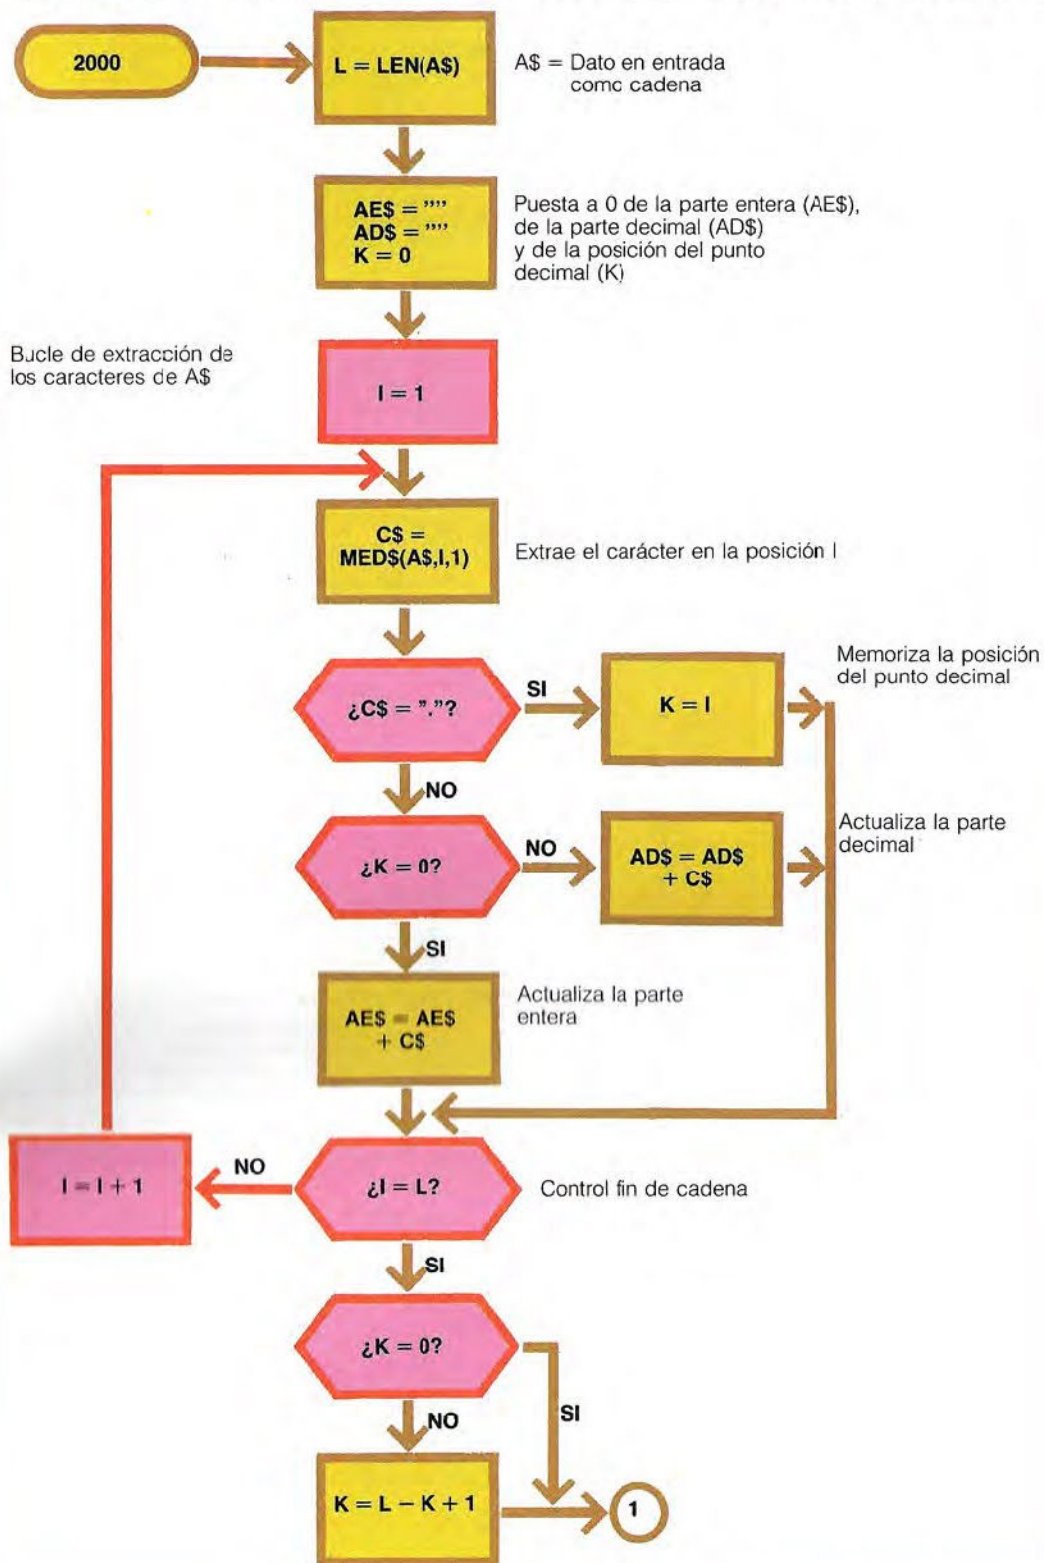 2000
L = LEN(A$)
A$ = Dato en entrada
como cadena
AE$ = ""
AD$ = ""
K = 0
Puesta a 0 de la parte entera (AE$),
de la parte decimal (AD$)
y de la posición del punto
decimal (K)
Bucle de extracción de
los caracteres de A$
I = 1
C$ =
MED$(A$,I,1)
Extrae el carácter en la posición I
¿C$ = "."?
SI
K = I
Memoriza la posición
del punto decimal
NO
¿K = 0?
NO
AD$ = AD$
+ C$
Actualiza la parte
decimal
SI
AE$ = AE$
+ C$
Actualiza la parte
entera
I = I + 1
NO
¿I = L?
Control fin de cadena
SI
¿K = 0?
NO
SI
K = L – K + 1
1